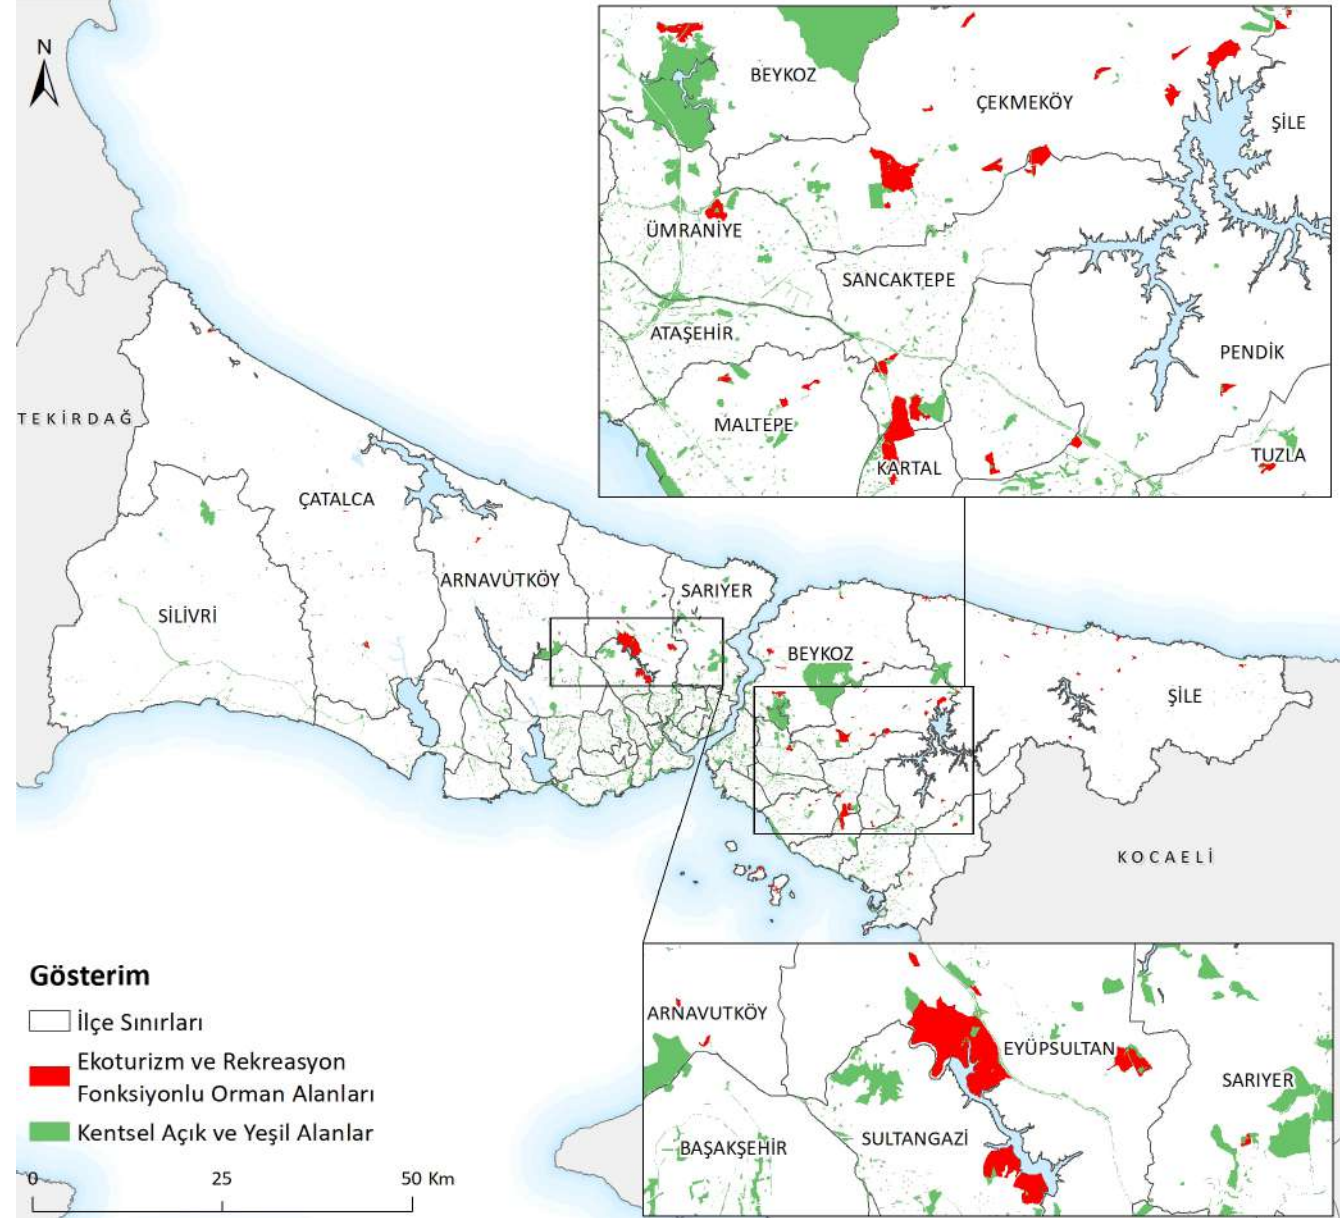 N
BEYKOZ
ÇEKMEKÖY
ŞİLE
ÜMRANİYE
SANCAKTEPE
ATAŞEHİR
PENDİK
MALTEPE
KARTAL
TUZLA
TEKİRDAĞ
ÇATALCA
ARNAVUTKÖY
SARIYER
SİLİVRİ
BEYKOZ
ŞİLE
KOCAELİ
Gösterim
İlçe Sınırları
Ekoturizm ve Rekreasyon
Fonksiyonlu Orman Alanları
Kentsel Açık ve Yeşil Alanlar
0 25 50 Km
ARNAVUTKÖY
EYÜPSULTAN
SARIYER
BAŞAKŞEHİR
SULTANGAZİ